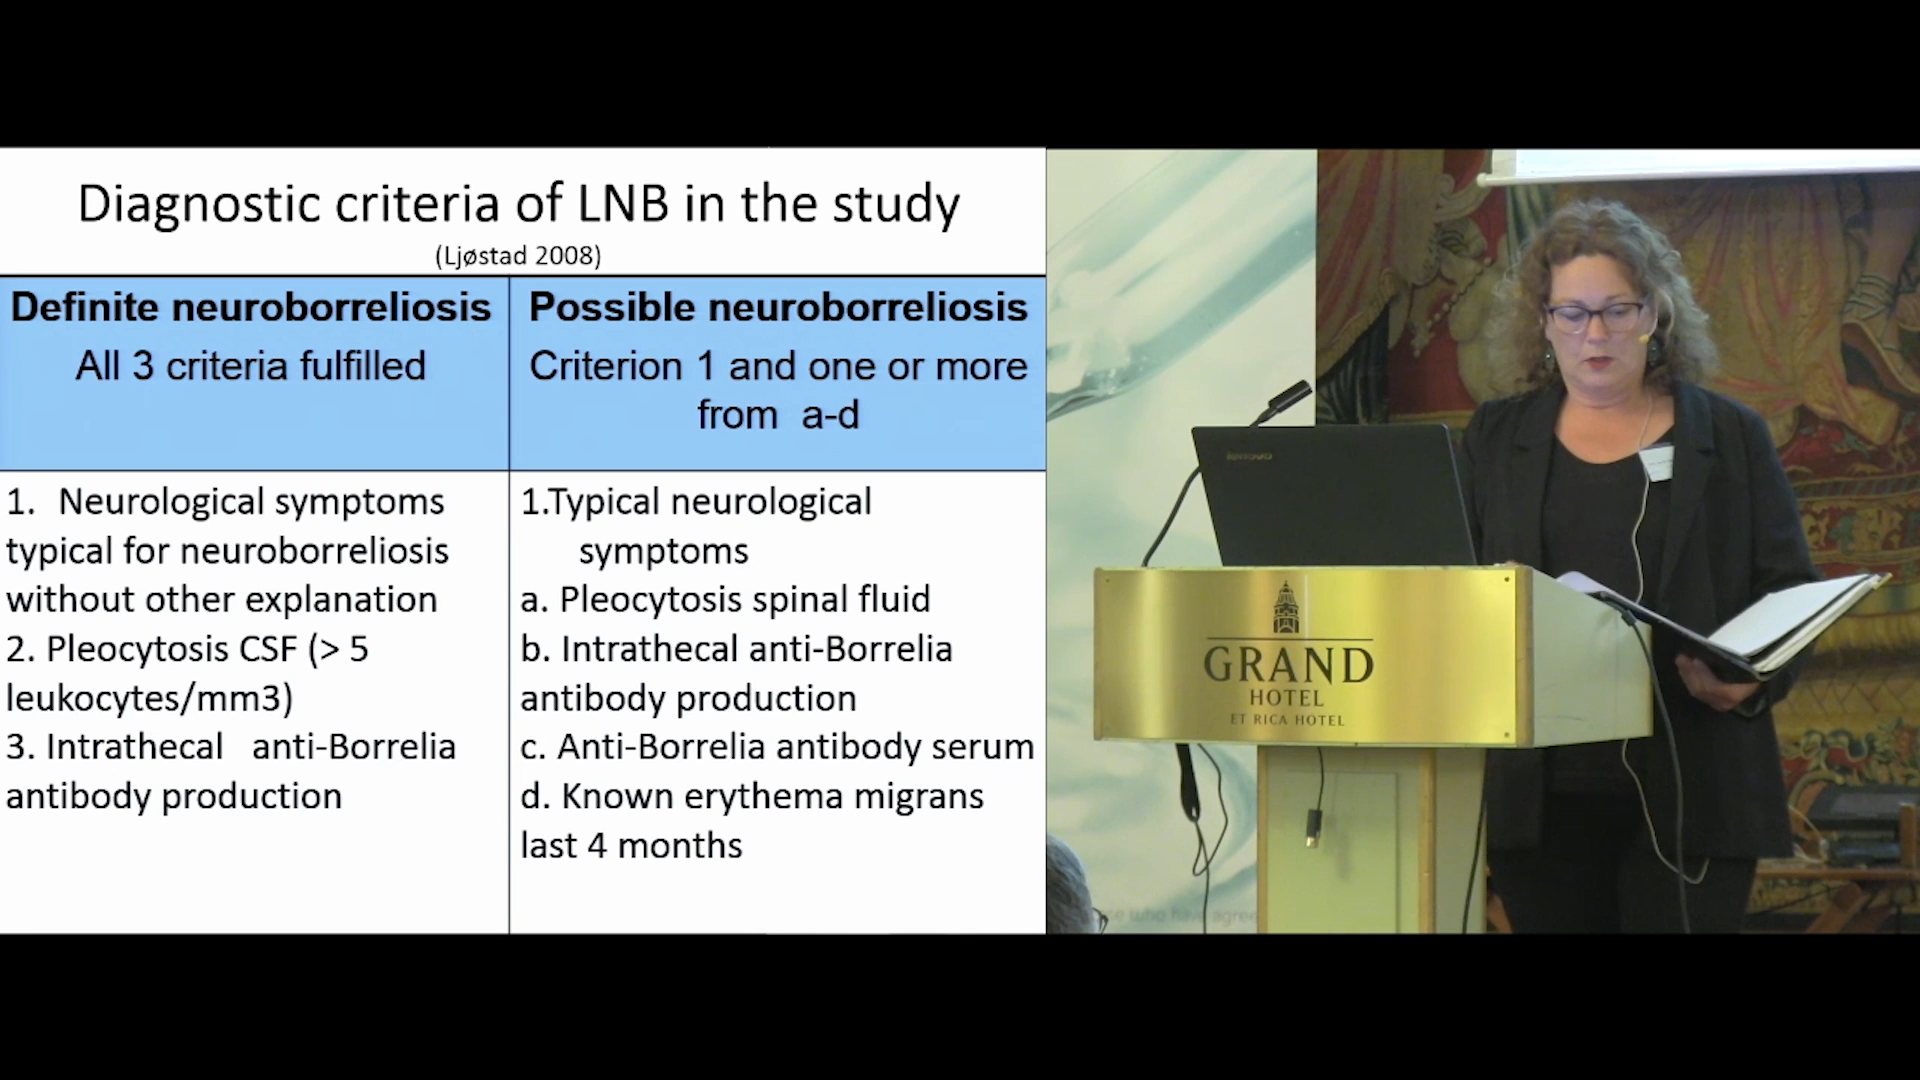 Diagnostic criteria of LNB in the study
(Ljøstad 2008)
Definite neuroborreliosis
All 3 criteria fulfilled
Possible neuroborreliosis
Criterion 1 and one or more
from a-d
1. Neurological symptoms
typical for neuroborreliosis
without other explanation
2. Pleocytosis CSF (> 5
leukocytes/mm3)
3. Intrathecal anti-Borrelia
antibody production
1.Typical neurological
symptoms
a. Pleocytosis spinal fluid
b. Intrathecal anti-Borrelia
antibody production
c. Anti-Borrelia antibody serum
d. Known erythema migrans
last 4 months
lenovo
GRAND
HOTEL
ET RICA HOTEL
who have agree